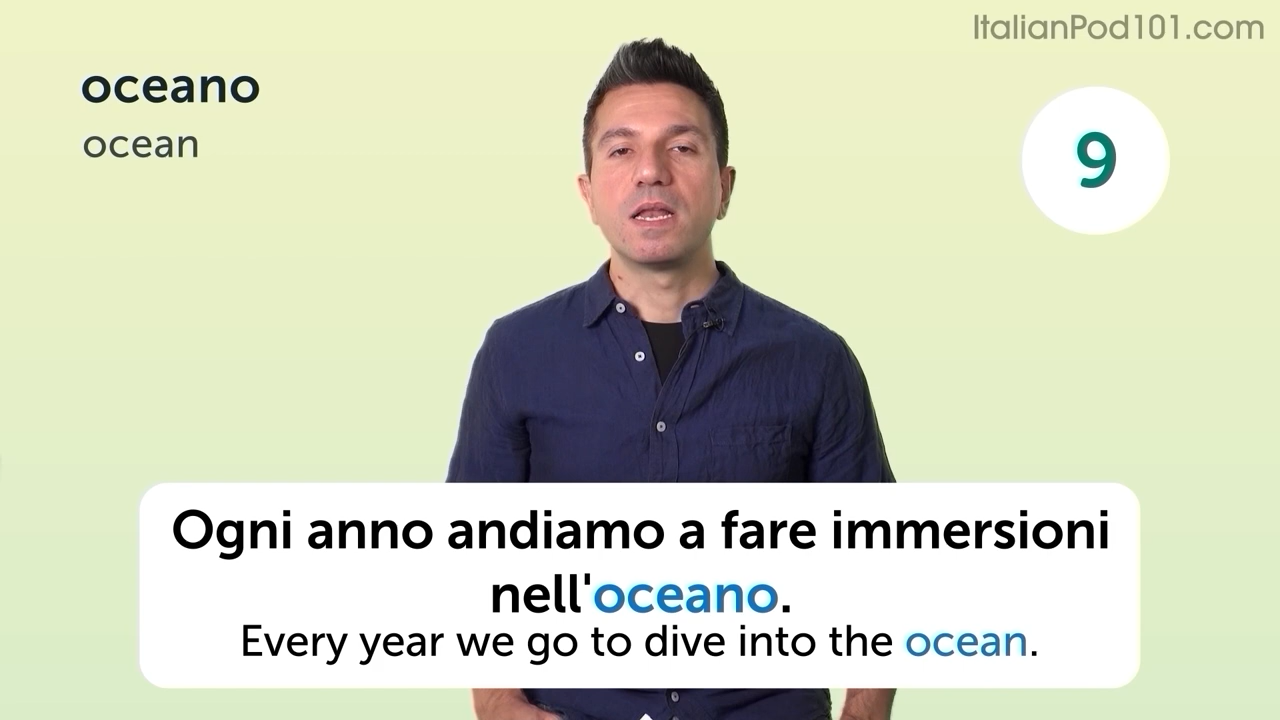 ItalianPod101.com
oceano
ocean
9
Ogni anno andiamo a fare immersioni
nell'oceano.
Every year we go to dive into the ocean.